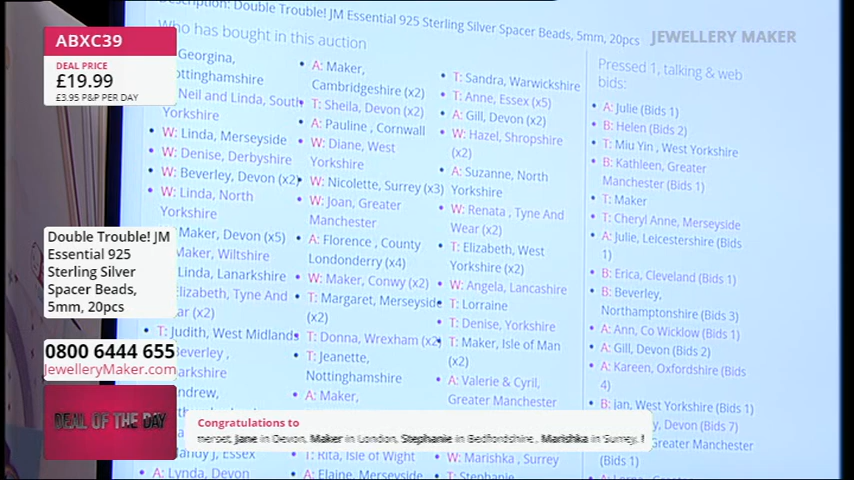 ABXC39
DEAL PRICE
£19.99
£3.95 P&P PER DAY
Double Trouble! JM
Essential 925
Sterling Silver
Spacer Beads,
5mm, 20pcs
0800 6444 655
JewelleryMaker.com
DEAL OF THE DAY
JEWELLERY MAKER
Description: Double Trouble! JM Essential 925 Sterling Silver Spacer Beads, 5mm, 20pcs
Who has bought in this auction
Georgina,
ottinghamshire
Neil and Linda, South
Yorkshire
W: Linda, Merseyside
W: Denise, Derbyshire
W: Beverley, Devon (x2)
W: Linda, North
Yorkshire
Maker, Devon (x5)
Maker, Wiltshire
Linda, Lanarkshire
Elizabeth, Tyne And
ar (x2)
T: Judith, West Midlands
Beverley ,
arkshire
ndrew,
andy J, Essex
A: Lynda, Devon
A: Maker,
Cambridgeshire (x2)
T: Sheila, Devon (x2)
A: Pauline , Cornwall
W: Diane, West
Yorkshire
W: Nicolette, Surrey (x3)
W: Joan, Greater
Manchester
A: Florence , County
Londonderry (x4)
W: Maker, Conwy (x2)
T: Margaret, Merseyside
(x2)
T: Donna, Wrexham (x2)
T: Jeanette,
Nottinghamshire
A: Maker,
T: Rita, Isle of Wight
A: Elaine, Merseyside
T: Sandra, Warwickshire
T: Anne, Essex (x5)
A: Gill, Devon (x2)
W: Hazel, Shropshire
(x2)
A: Suzanne, North
Yorkshire
W: Renata , Tyne And
Wear (x2)
T: Elizabeth, West
Yorkshire (x2)
W: Angela, Lancashire
T: Lorraine
T: Denise, Yorkshire
T: Maker, Isle of Man
(x2)
A: Valerie & Cyril,
Greater Manchester
W: Marishka , Surrey
T: Stephanie
Pressed 1, talking & web
bids:
A: Julie (Bids 1)
B: Helen (Bids 2)
T: Miu Yin , West Yorkshire
B: Kathleen, Greater
Manchester (Bids 1)
T: Maker
T: Cheryl Anne, Merseyside
A: Julie, Leicestershire (Bids
1)
B: Erica, Cleveland (Bids 1)
B: Beverley,
Northamptonshire (Bids 3)
A: Ann, Co Wicklow (Bids 1)
A: Gill, Devon (Bids 2)
A: Kareen, Oxfordshire (Bids
4)
B: jan, West Yorkshire (Bids 1)
Devon (Bids 7)
Greater Manchester
(Bids 1)
Congratulations to
merset, Jane in Devon, Maker in London, Stephanie in Bedfordshire , Marishka in Surrey,